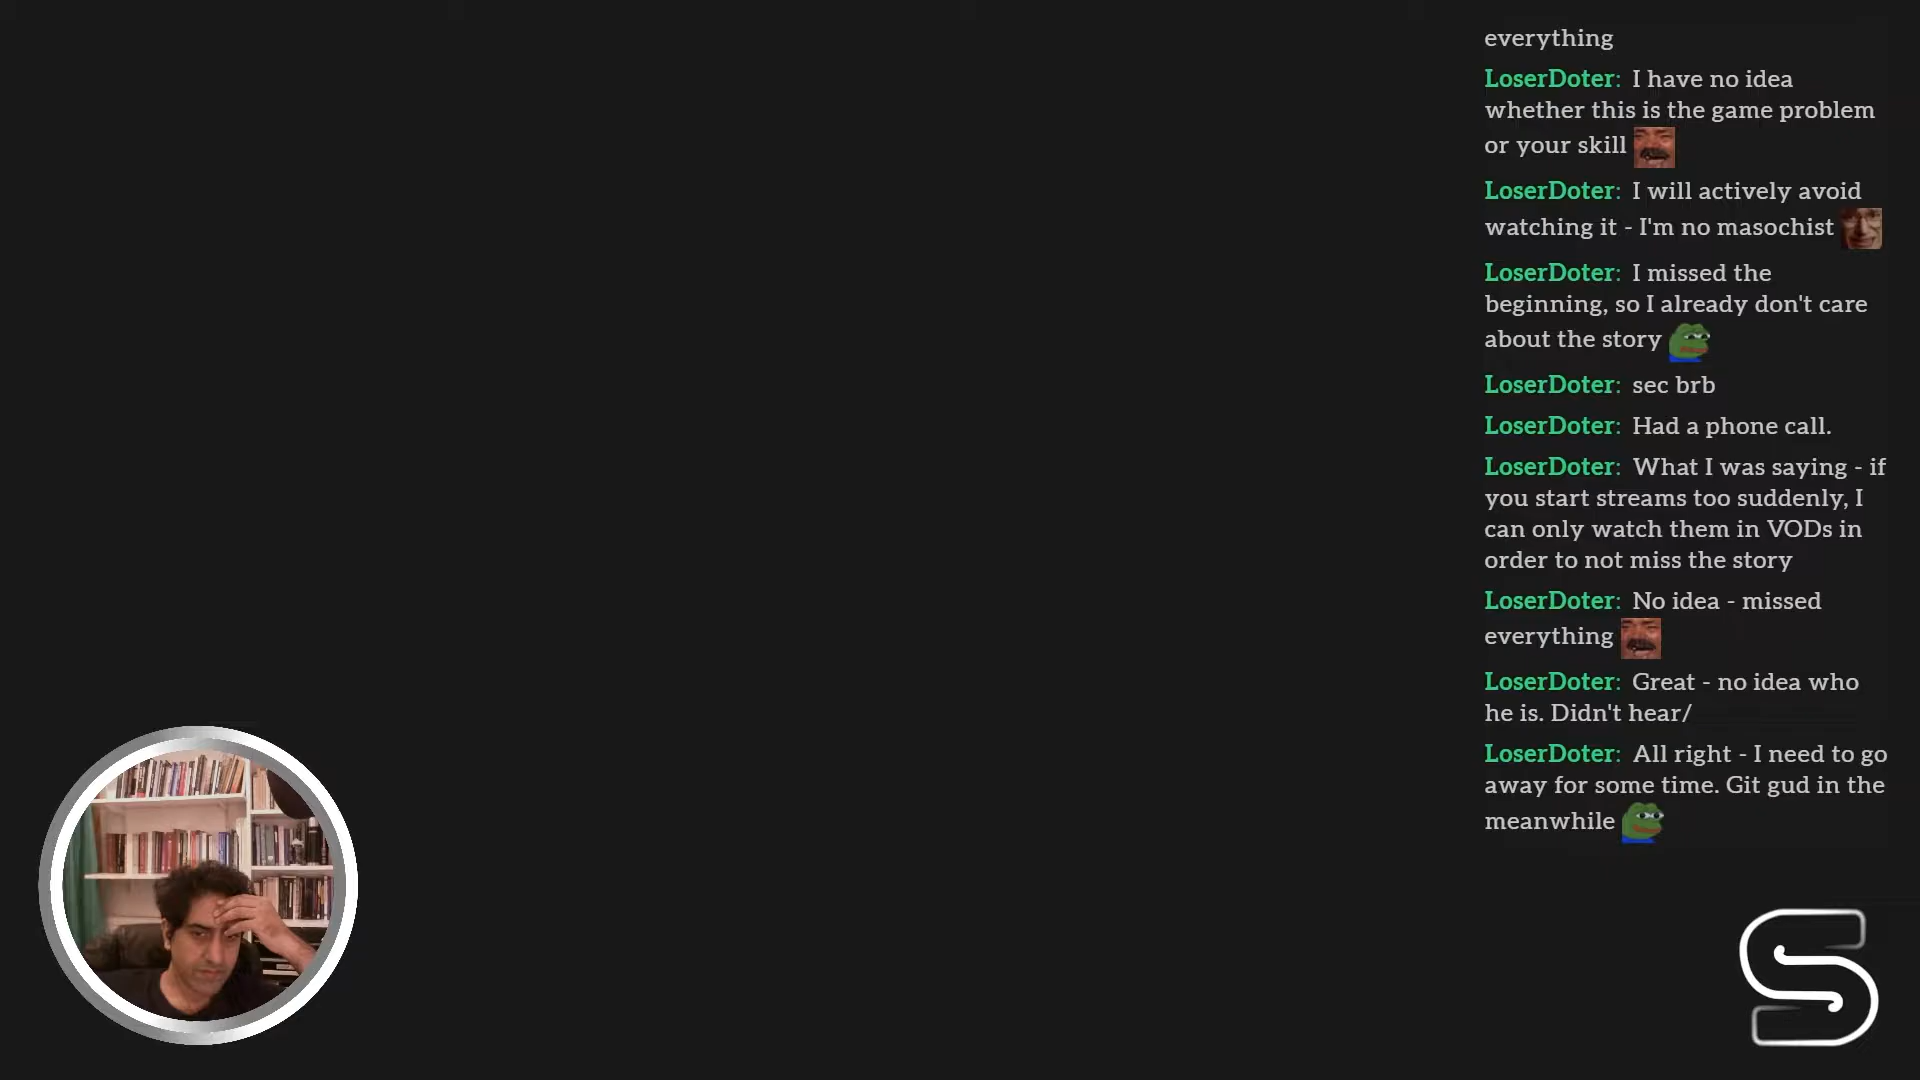 everything
LoserDoter: I have no idea
whether this is the game problem
or your skill
LoserDoter: I will actively avoid
watching it - I'm no masochist
LoserDoter: I missed the
beginning, so I already don't care
about the story
LoserDoter: sec brb
LoserDoter: Had a phone call.
LoserDoter: What I was saying - if
you start streams too suddenly, I
can only watch them in VODs in
order to not miss the story
LoserDoter: No idea - missed
everything
LoserDoter: Great - no idea who
he is. Didn't hear/
LoserDoter: All right - I need to go
away for some time. Git gud in the
meanwhile
S